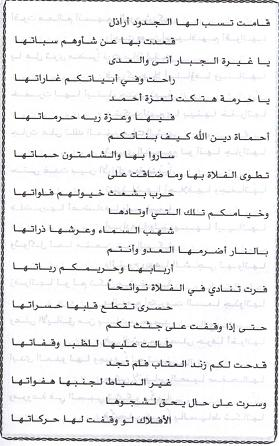 قامت تسب لها الجدود أراذل
قعدت بها عن شأوهم سباتها
يا غيرة الجبار أنى والعدى
راحت وفي أبياتكم غاراتها
يا حرمة هتكت لعزة أحمد
فيها وعزة ربه حرماتها
أحماة دين الله كيف بناتكم
ساروا بها والشامتون حماتها
تطوى الفلاة بها وما ضاقت على
حرب بشعث خيولهم فلواتها
وخيامكم تلك التي أوتادها
شهب السماء وعرشها ذاتها
بالنار أضرمها العدو وأنتم
أربابها وحريمكم رباتها
فرت تنادي في الفلاة نوائحاً
حسرى تقطع قلبها حسراتها
حتى إذا وقفت على جثث لكم
طالت عليها للظبا وقفاتها
قدحت لكم زند العتاب فلم تجد
غير السياط لجنبها هفواتها
وسرت على حال يحق لشجوها
الأفلاك لو وقفت لها حركاتها